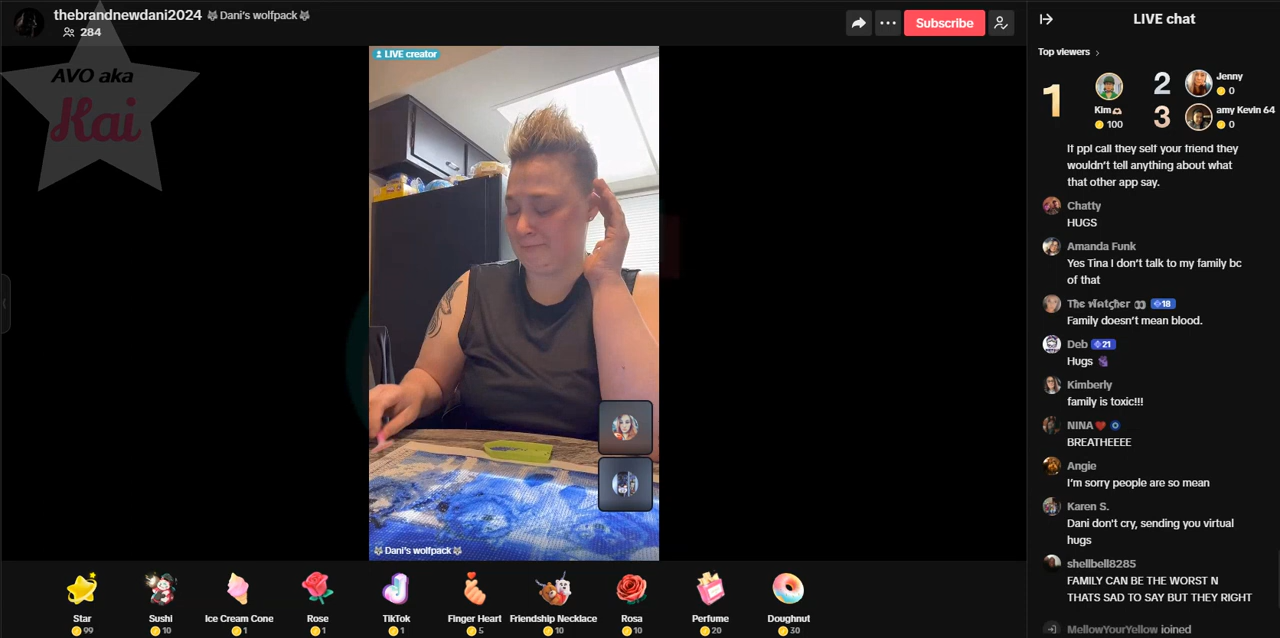 thebrandnewdani2024 🐺Dani's wolfpack🐺
284
Subscribe
AVO aka
Kai
LIVE creator
🐺Dani's wolfpack🐺
Star
99
Sushi
10
Ice Cream Cone
1
Rose
1
TikTok
1
Finger Heart
5
Friendship Necklace
10
Rosa
10
Perfume
20
Doughnut
30
LIVE chat
Top viewers
1
Kim
100
2
Jenny
0
3
amy Kevin 64
0
If ppl call they self your friend they
wouldn't tell anything about what
that other app say.
Chatty
HUGS
Amanda Funk
Yes Tina I don't talk to my family bc
of that
The Watcher 👀 18
Family doesn't mean blood.
Deb 21
Hugs
Kimberly
family is toxic!!!
NINA❤️
BREATHEEEE
Angie
I'm sorry people are so mean
Karen S.
Dani don't cry, sending you virtual
hugs
shellbell8285
FAMILY CAN BE THE WORST N
THATS SAD TO SAY BUT THEY RIGHT
MellowYourYellow joined